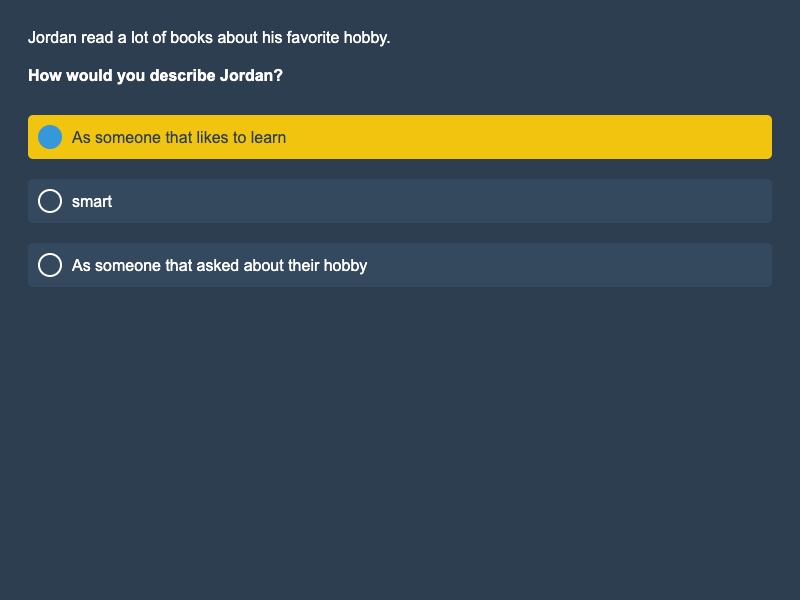 Jordan read a lot of books about his favorite hobby.
How would you describe Jordan?
As someone that likes to learn
smart
As someone that asked about their hobby